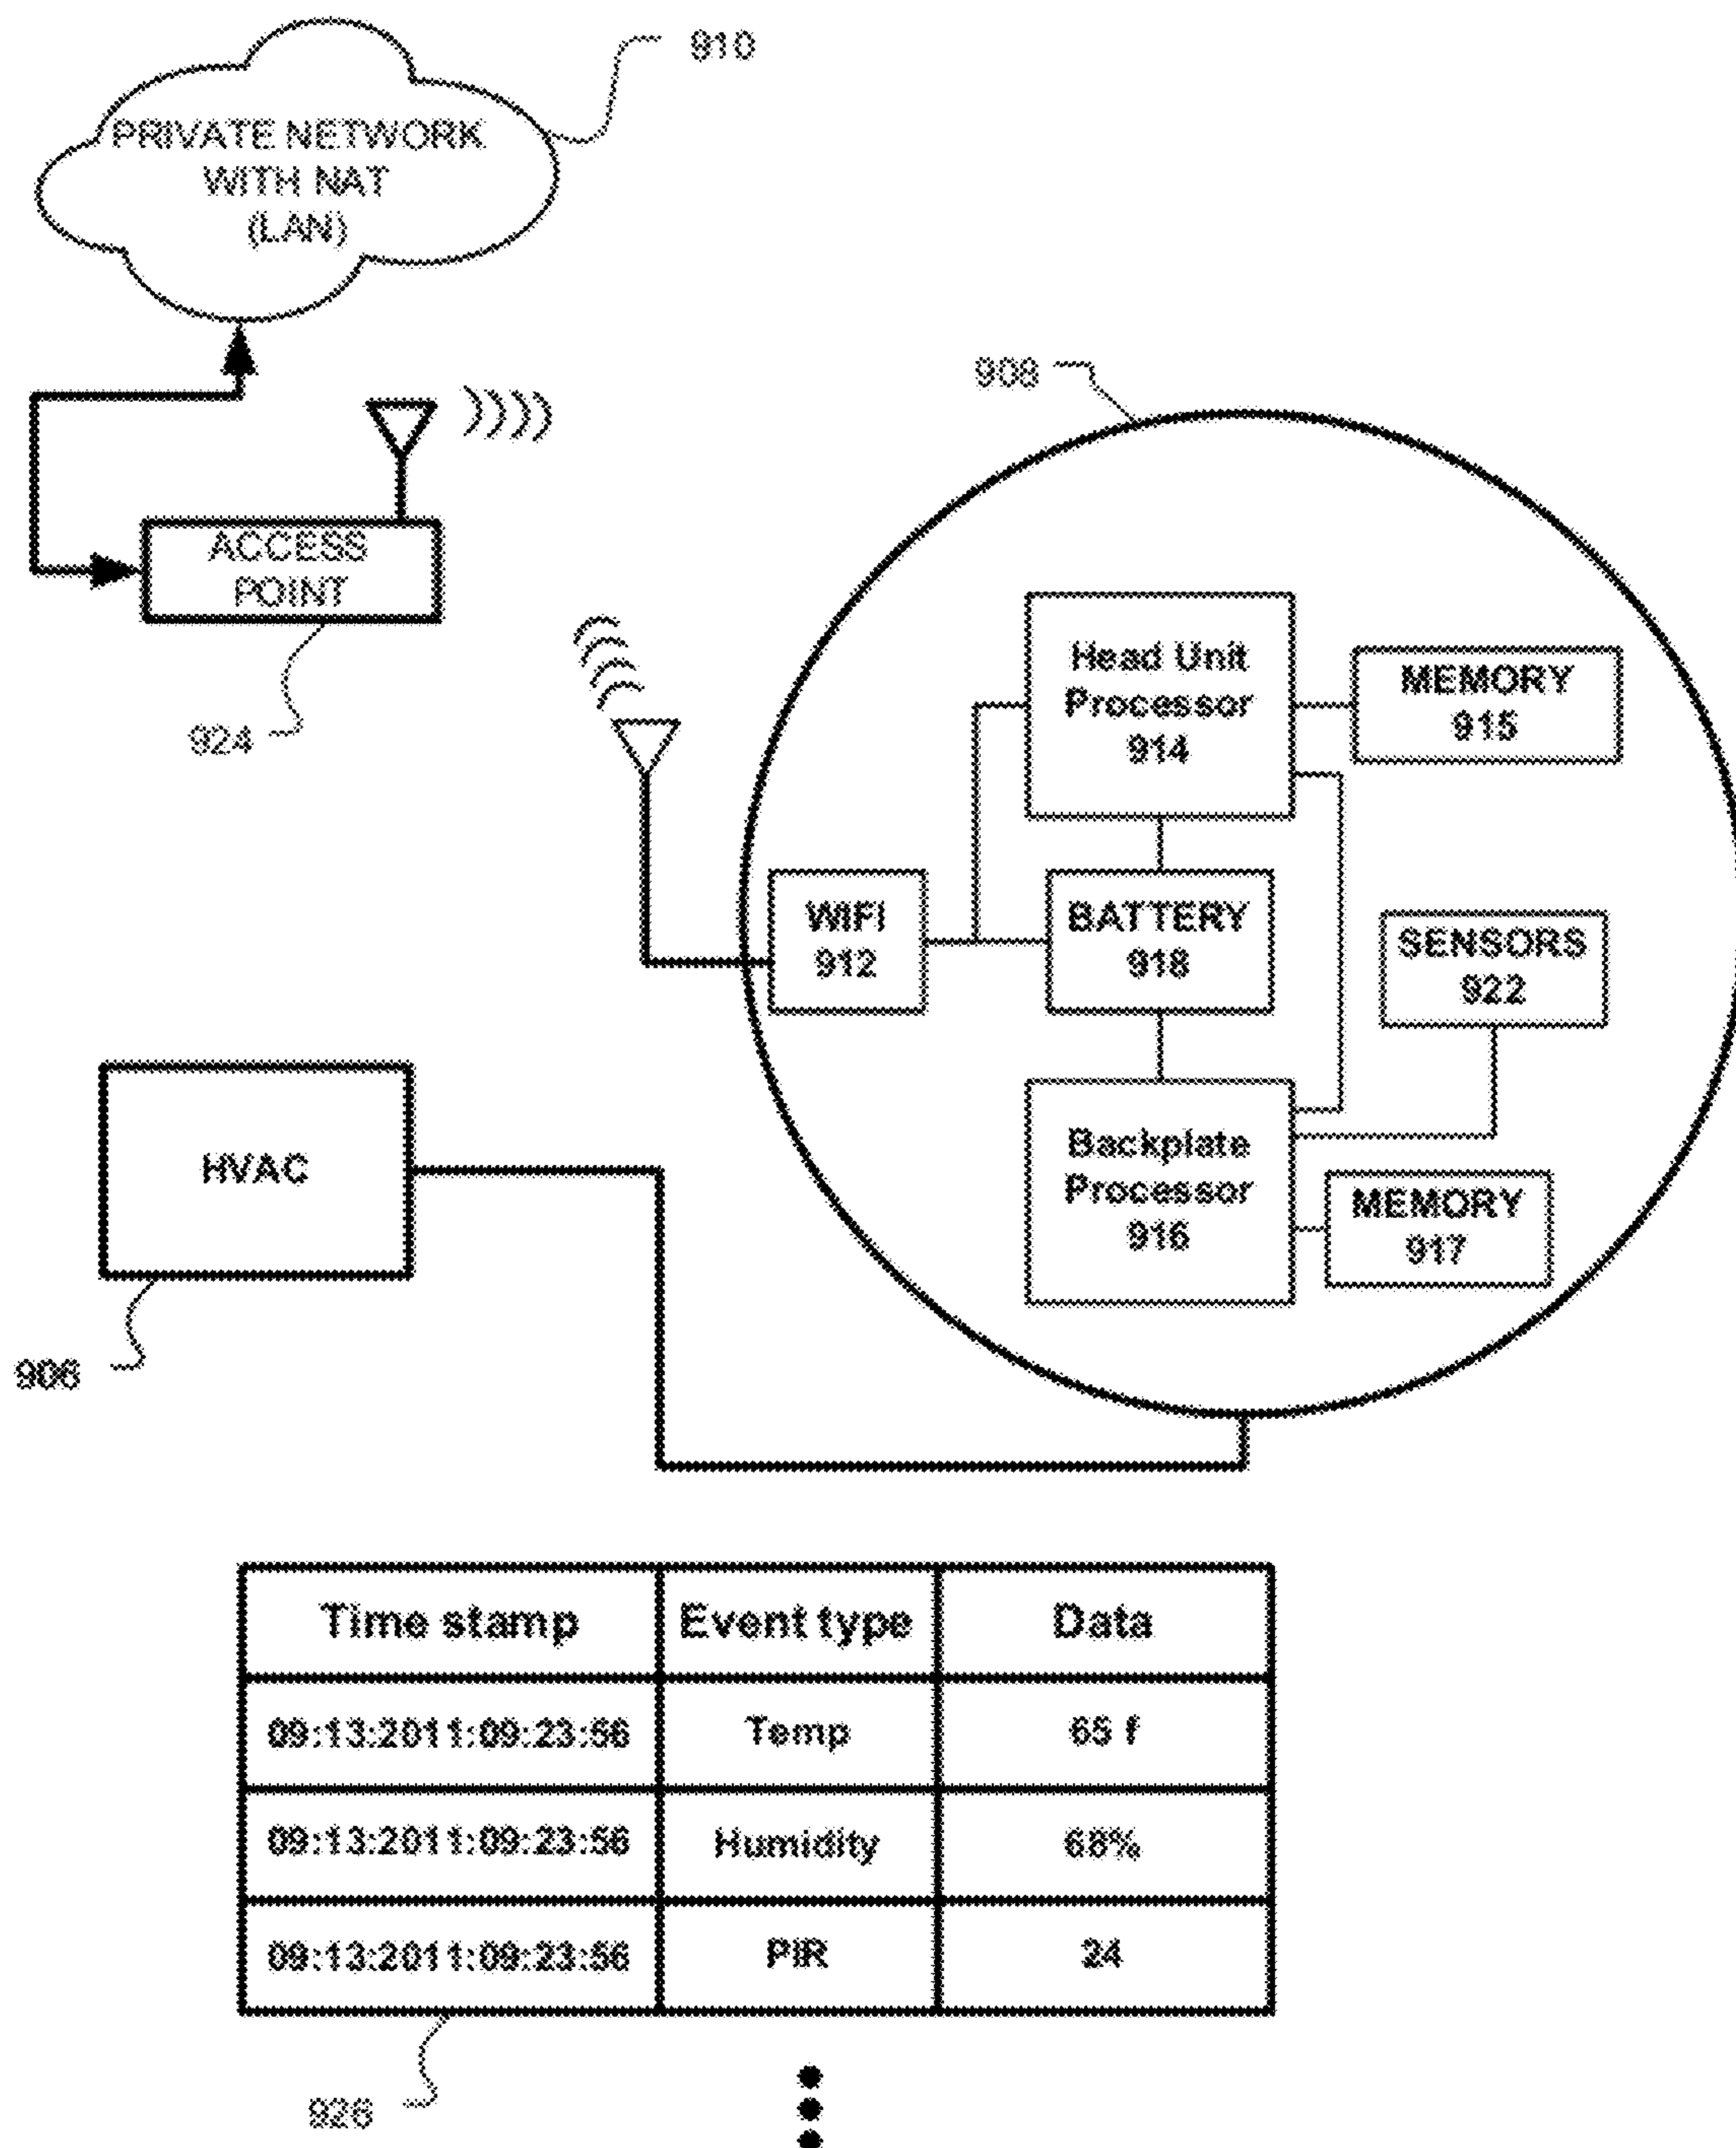 910
PRIVATE NETWORK
WITH NAT
(LAN)
908
ACCESS
POINT
924
Head Unit
Processor
914
MEMORY
915
WIFI
912
BATTERY
918
SENSORS
922
HVAC
906
Backplate
Processor
916
MEMORY
917
Time stamp Event type Data
09:13:2011:09:23:56 Temp 65 f
09:13:2011:09:23:56 Humidity 68%
09:13:2011:09:23:56 PIR 24
926